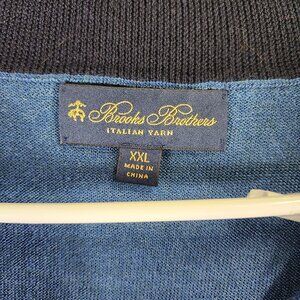 Brooks Brothers
ITALIAN YARN
XXL
MADE IN
CHINA